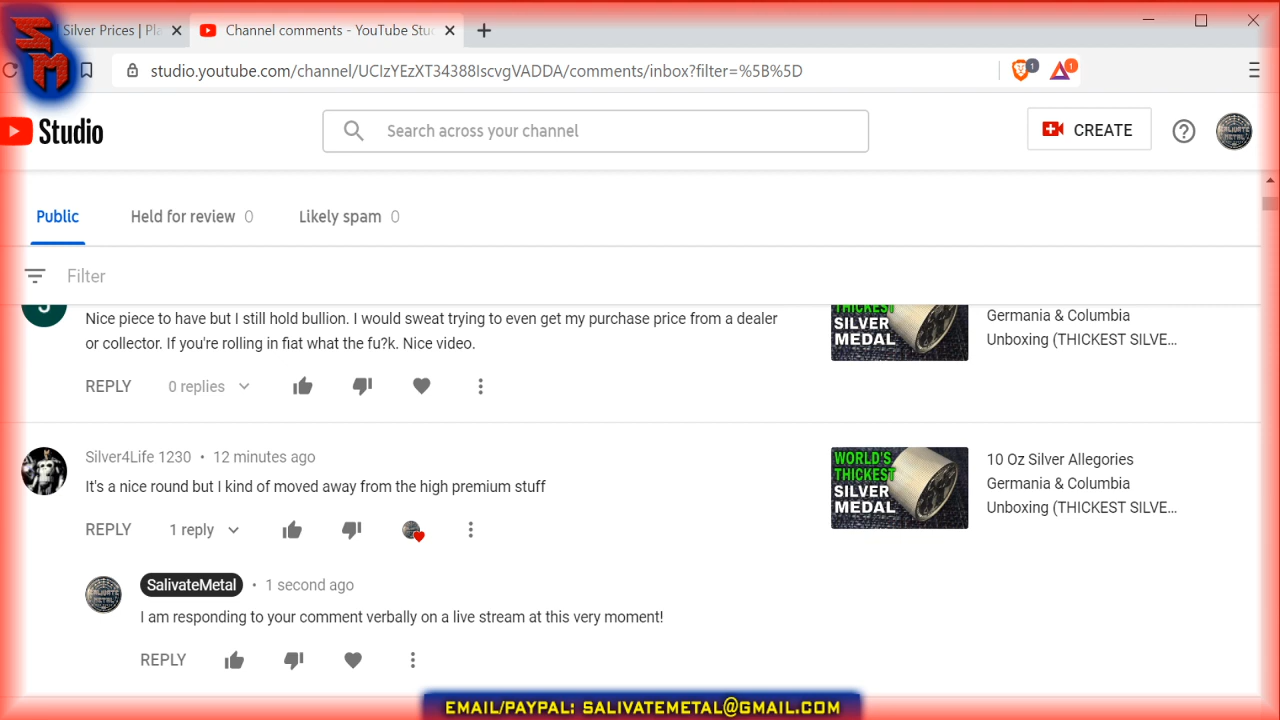 SM
Silver Prices | Pla
Channel comments - YouTube Stu
studio.youtube.com/channel/UCIzYEzXT34388IscvgVADDA/comments/inbox?filter=%5B%5D
1
1
Studio
Search across your channel
CREATE
Public
Held for review 0
Likely spam 0
Filter
Nice piece of love but I still hold bullion. I would sweat trying to even get my purchase price from a dealer
or collector. If you're rolling in fiat what the fu?k. Nice video.
REPLY
0 replies
THICKEST
SILVER
MEDAL
Germania & Columbia
Unboxing (THICKEST SILVE...
Silver4Life 1230 • 12 minutes ago
It's a nice round but I kind of moved away from the high premium stuff
REPLY
1 reply
WORLD'S
THICKEST
SILVER
MEDAL
10 Oz Silver Allegories
Germania & Columbia
Unboxing (THICKEST SILVE...
SalivateMetal • 1 second ago
I am responding to your comment verbally on a live stream at this very moment!
REPLY
EMAIL/PAYPAL: SALIVATEMETAL@GMAIL.COM